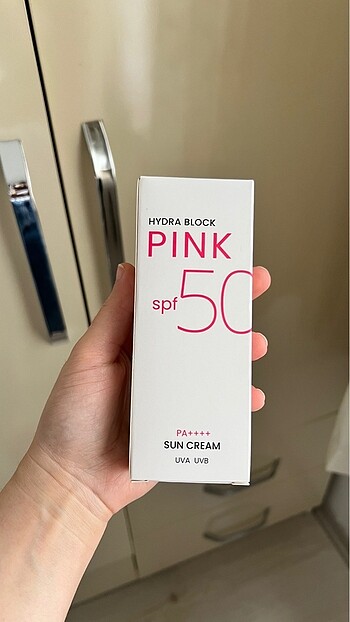 HYDRA BLOCK
PINK
spf 50
PA++++
SUN CREAM
UVA UVB